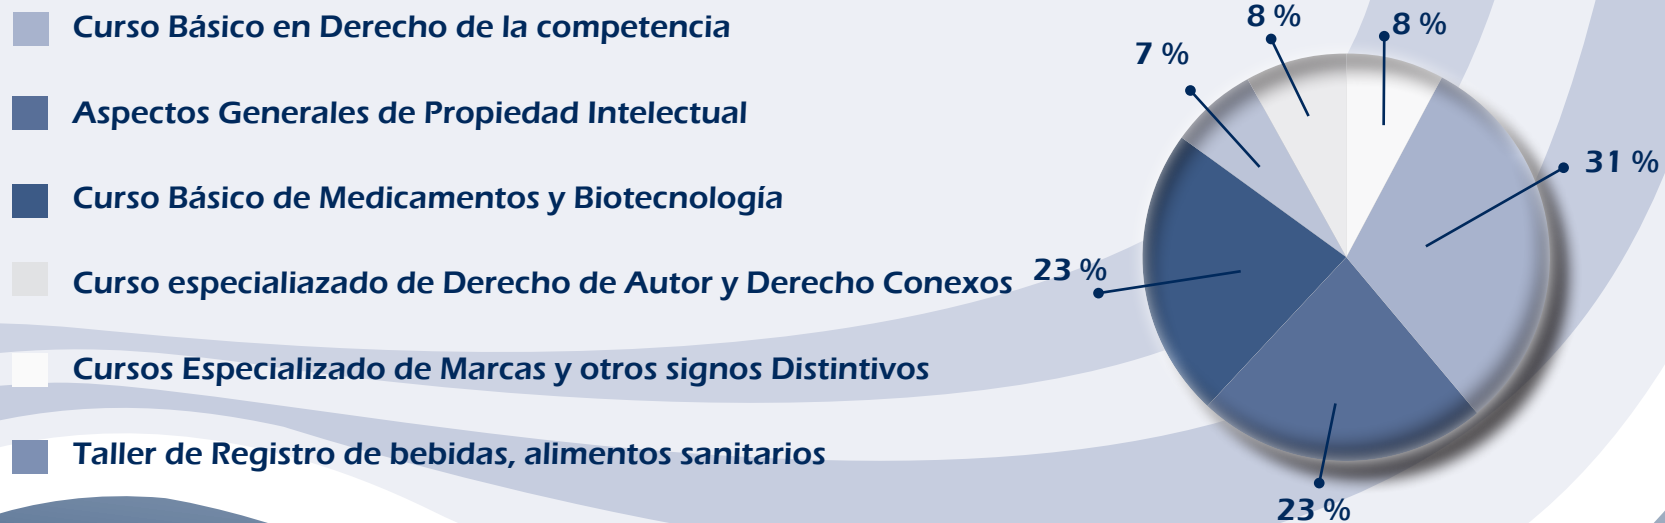 Curso Básico en Derecho de la competencia
Aspectos Generales de Propiedad Intelectual
Curso Básico de Medicamentos y Biotecnología
Curso especialiazado de Derecho de Autor y Derecho Conexos
Cursos Especializado de Marcas y otros signos Distintivos
Taller de Registro de bebidas, alimentos sanitarios
8 %
8 %
7 %
31 %
23 %
23 %